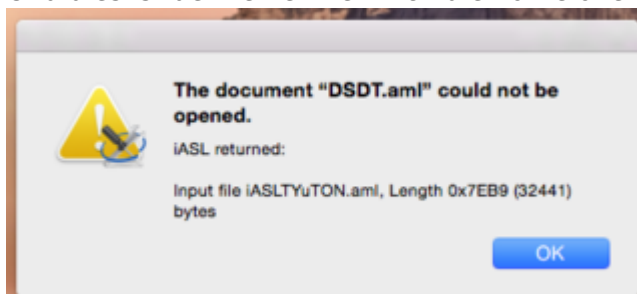 The document “DSDT.aml” could not be
opened.
iASL returned:
Input file iASLTYuTON.aml, Length 0x7EB9 (32441)
bytes
OK